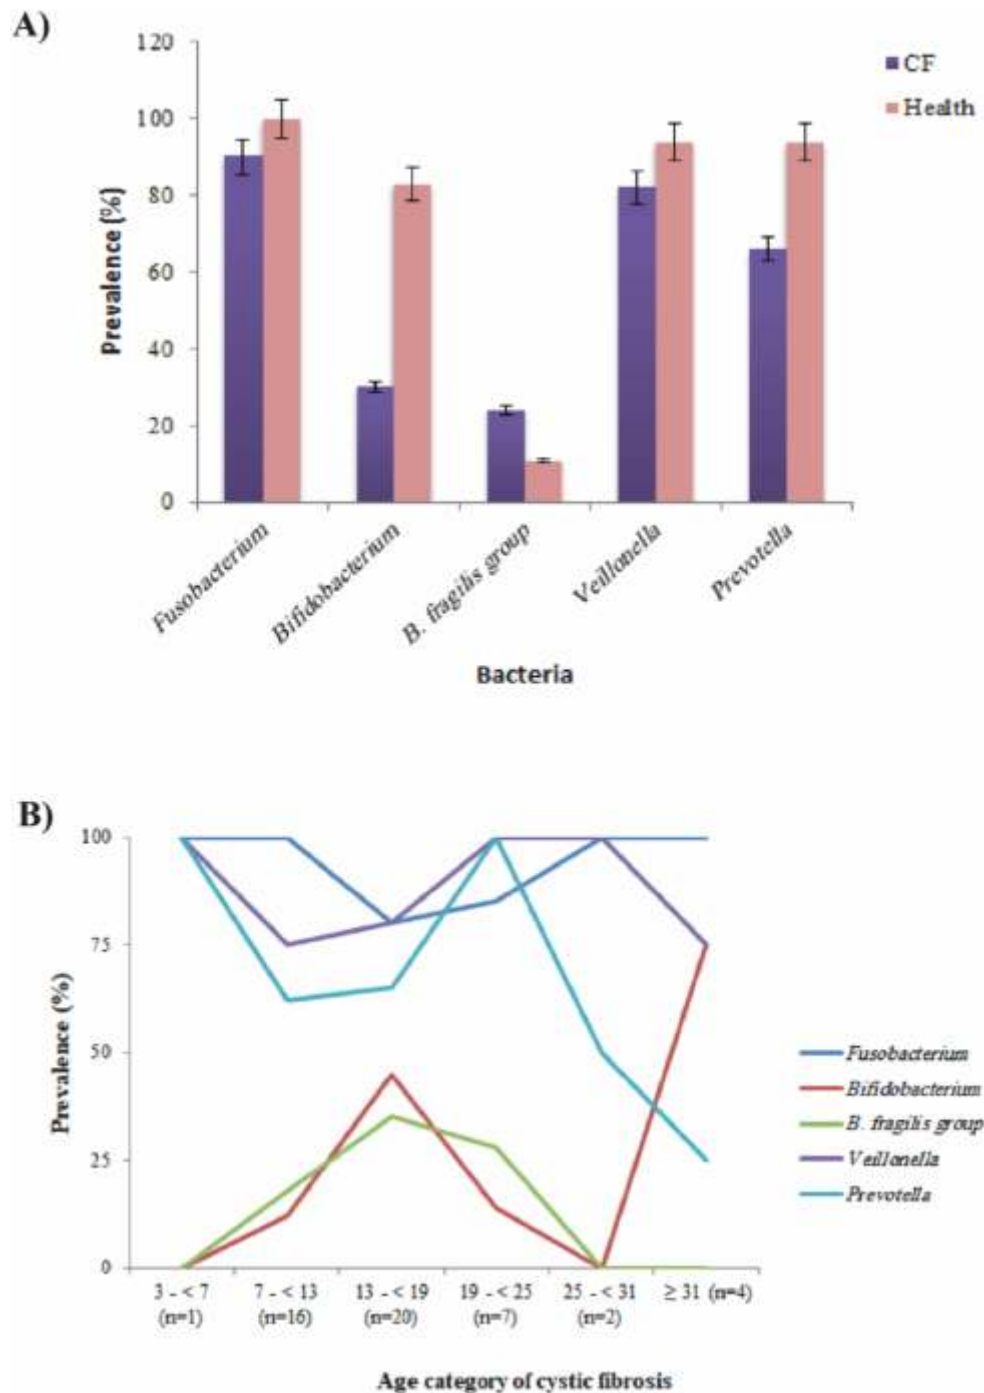 A)
120
100
80
60
40
20
0
Prevalence (%)
CF
Health
Fusobacterium
Bifidobacterium
B. fragilis group
Veillonella
Prevotella
Bacteria
B)
100
75
50
25
0
Prevalence (%)
Fusobacterium
Bifidobacterium
B. fragilis group
Veillonella
Prevotella
3 - < 7 7 - < 13 13 - < 19 19 - < 25 25 - < 31 ≥ 31 (n=4)
(n=1) (n=16) (n=20) (n=7) (n=2)
Age category of cystic fibrosis